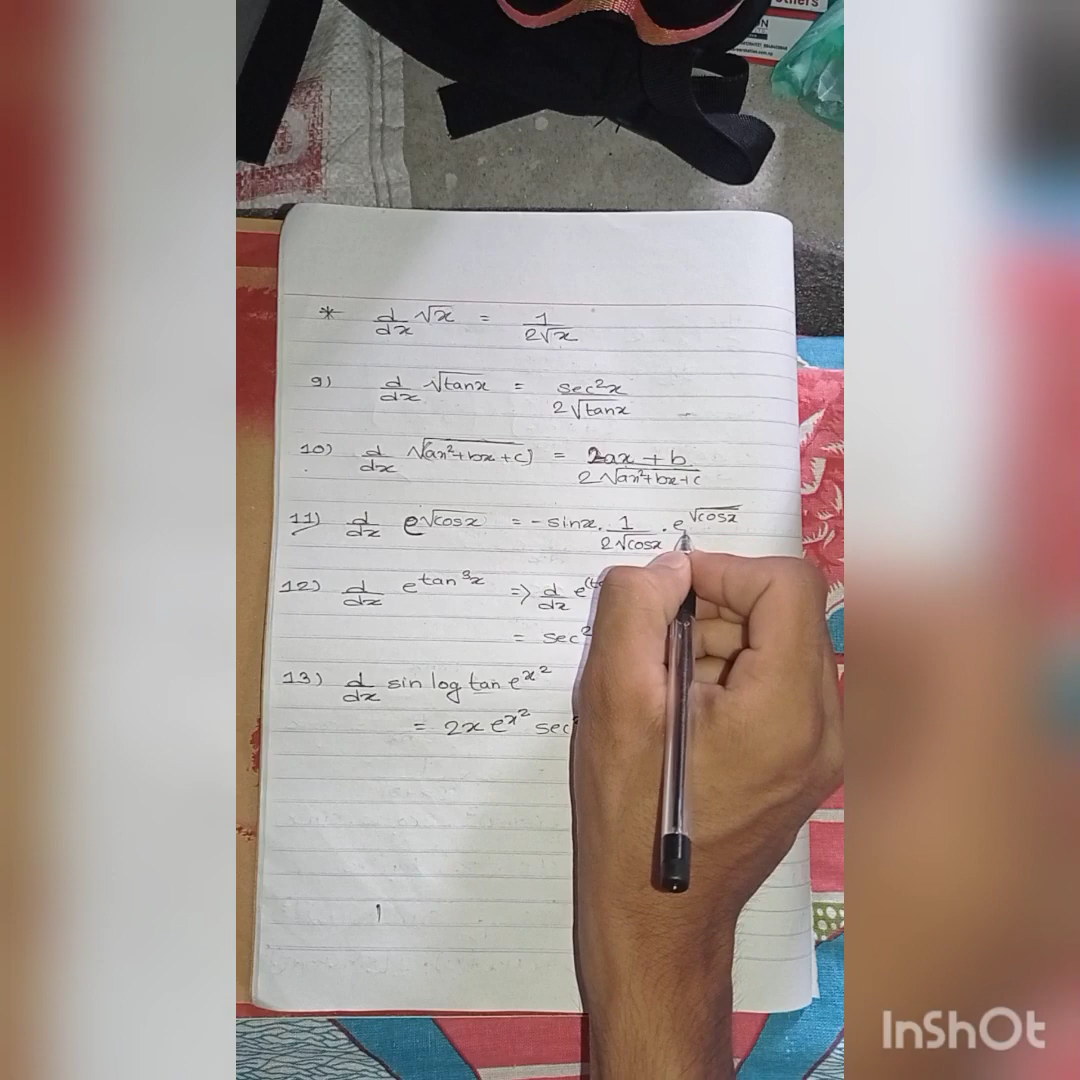 others
* d/dx √x = 1/2√x
9) d/dx √tanx = sec²x/2√tanx
10) d/dx √(ax²+bx+c) = 2ax + b/2√ax²+bx+c
11) d/dx e^√cosx = -sinx. 1/2√cosx . e^√cosx
12) d/dx e^tan³x => d/dx e^(
= sec²
13) d/dx sin log tan e^x²
= 2x e^x² sec
InShOt